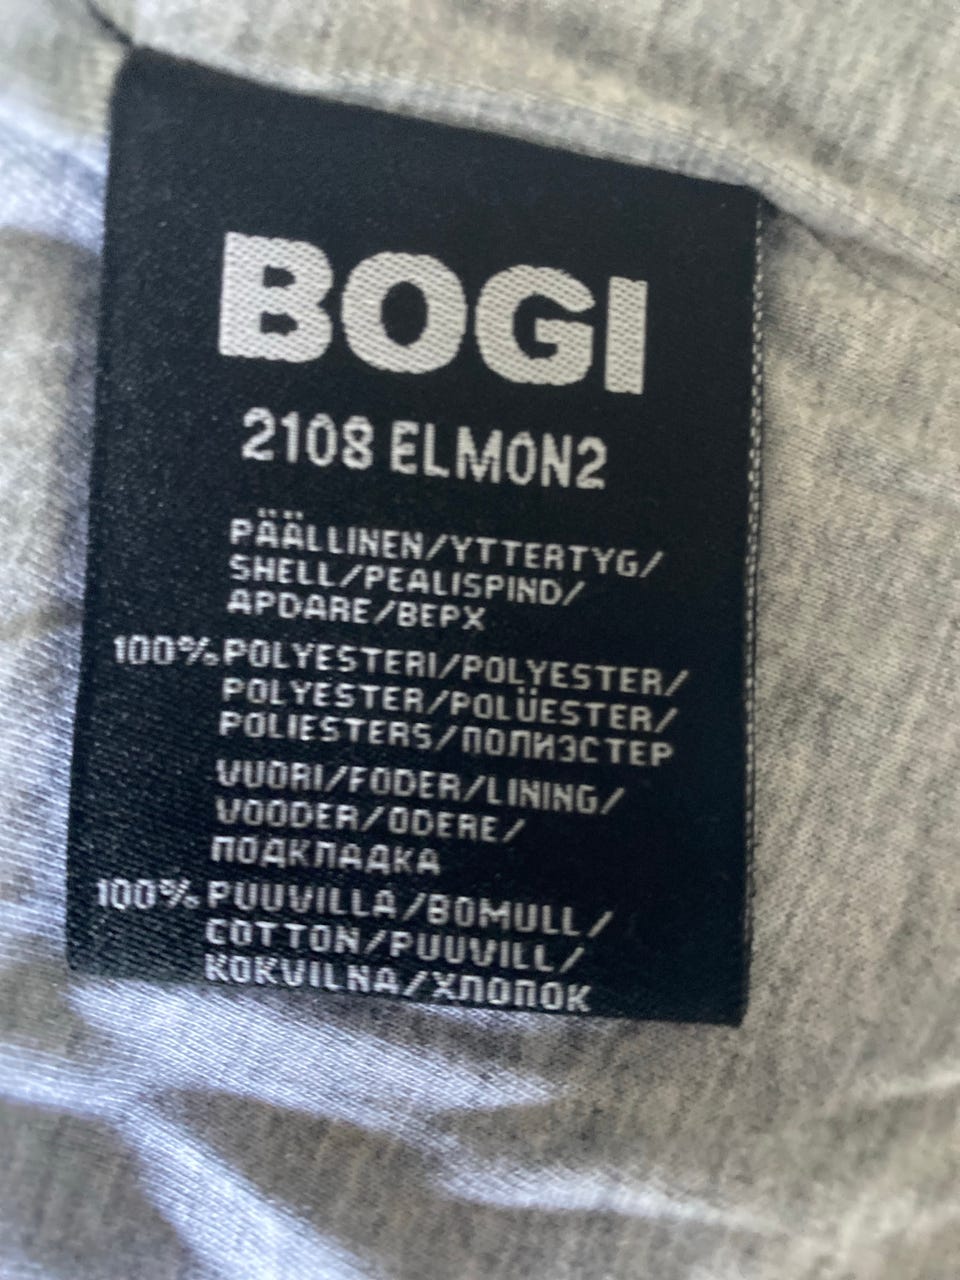 BOGI
2108 ELMON2
PÄÄLLINEN/YTTERTYG/
SHELL/PEALISPIND/
APDARE/ВЕРХ
100% POLYESTERI/POLYESTER/
POLYESTER/POLÜESTER/
POLIESTERS/ПОЛИЭСТЕР
VUORI/FODER/LINING/
VOODER/ODERE/
ПОДКЛАДКА
100% PUUVILLA/BOMULL/
COTTON/PUUVILL/
KOKVILNA/ХЛОПОК